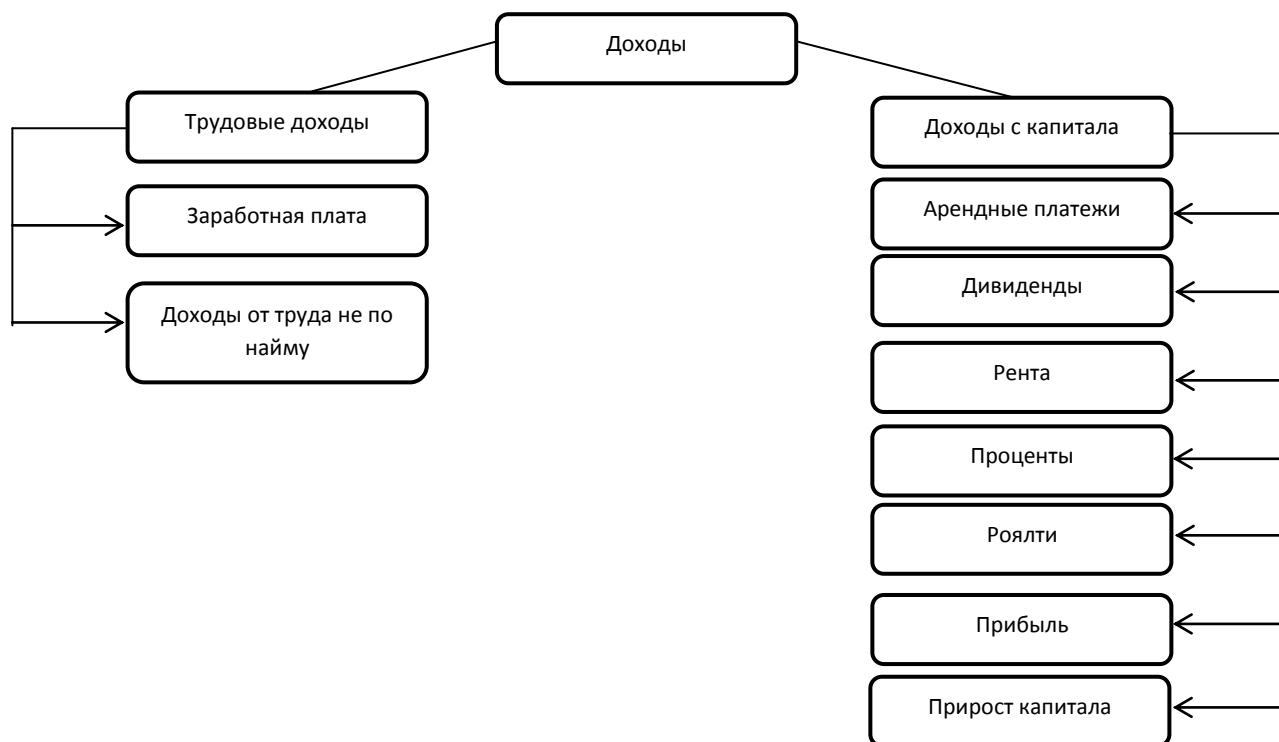 Доходы
Трудовые доходы
Заработная плата
Доходы от труда не по
найму
Доходы с капитала
Арендные платежи
Дивиденды
Рента
Проценты
Роялти
Прибыль
Прирост капитала